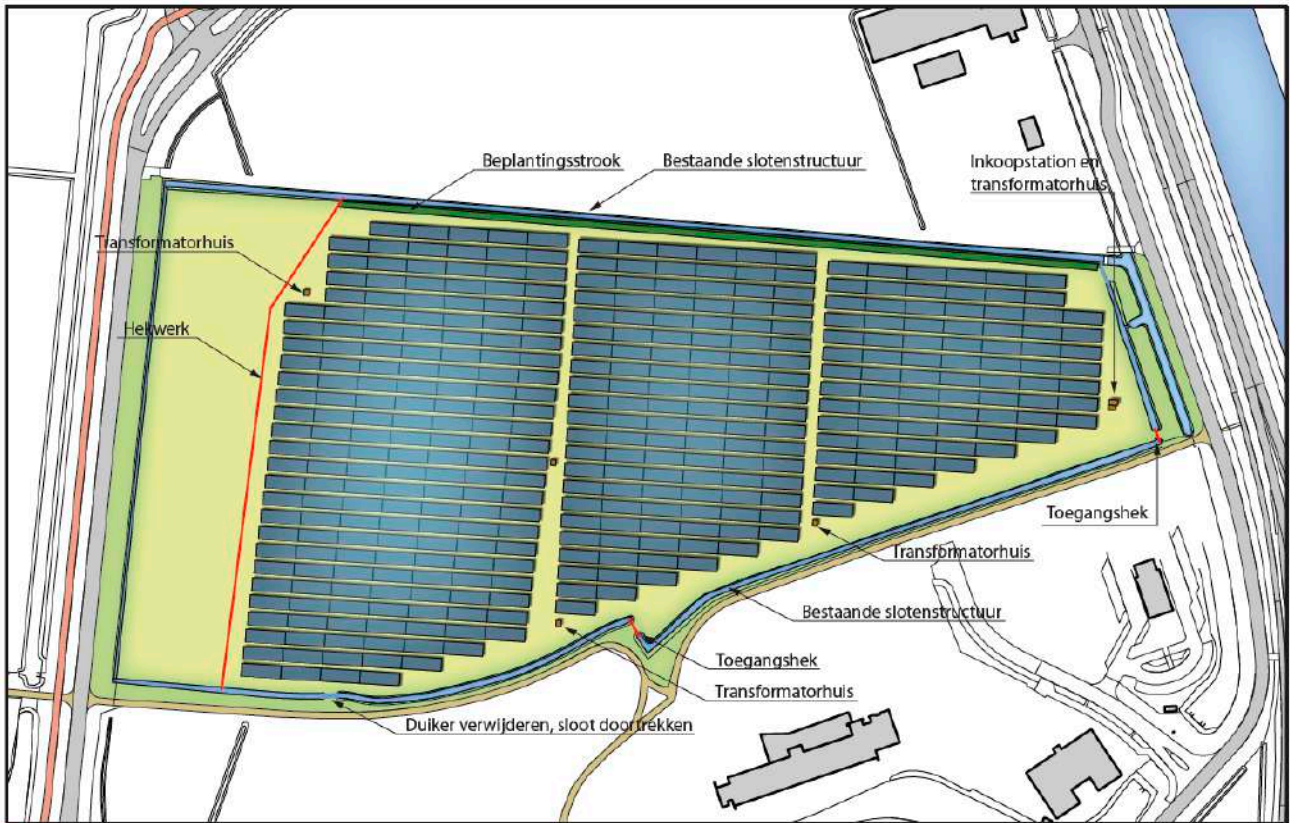 Beplantingsstrook
Bestaande slotenstructuur
Inkoopstation en
transformatorhuis
Transformatorhuis
Hekwerk
Toegangshek
Transformatorhuis
Bestaande slotenstructuur
Toegangshek
Transformatorhuis
Duiker verwijderen, sloot doortrekken